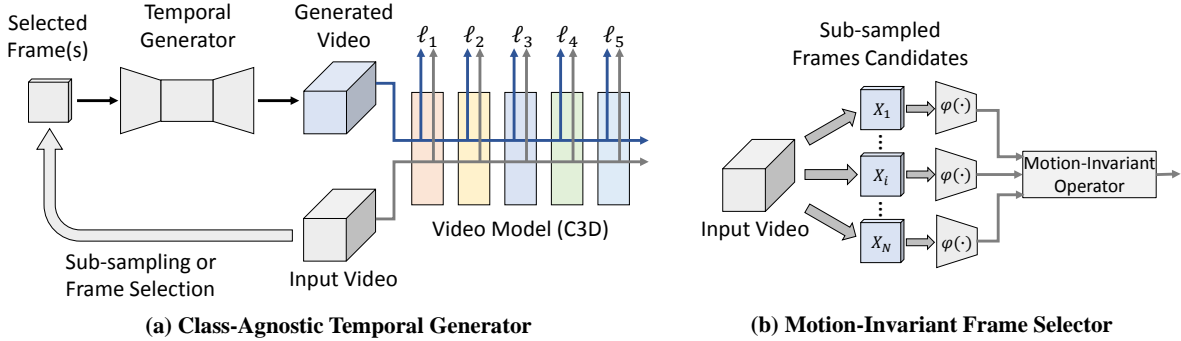 Selected
Frame(s)
Temporal
Generator
Generated
Video
ℓ1
ℓ2
ℓ3
ℓ4
ℓ5
Video Model (C3D)
Input Video
Sub-sampling or
Frame Selection
(a) Class-Agnostic Temporal Generator
Sub-sampled
Frames Candidates
X1
φ(·)
Xi
φ(·)
XN
φ(·)
Input Video
Motion-Invariant
Operator
(b) Motion-Invariant Frame Selector